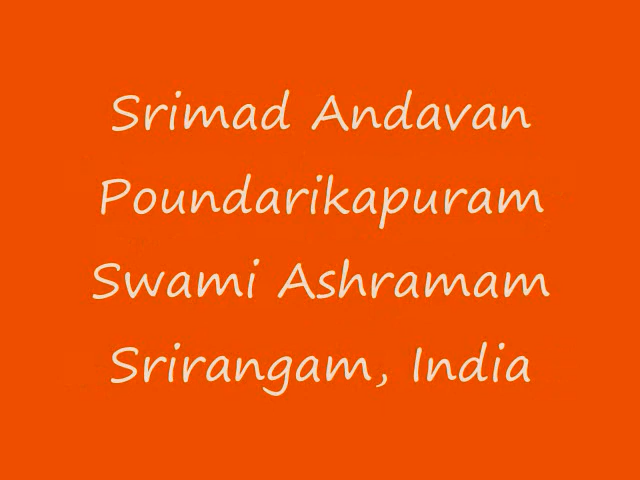 Srimad Andavan
Poundarikapuram
Swami Ashramam
Srirangam, India